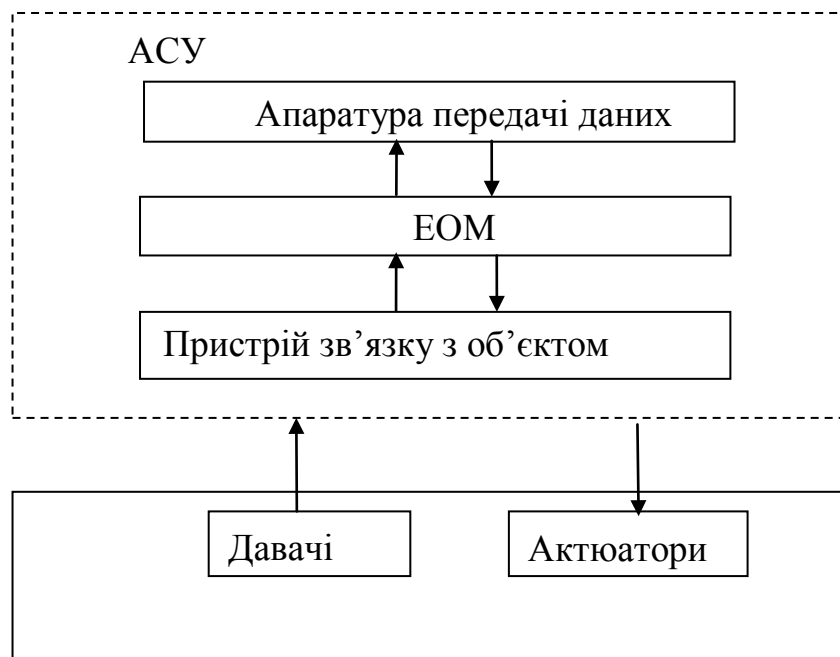 АСУ
Апаратура передачі даних
ЕОМ
Пристрій зв’язку з об’єктом
Давачі
Актюатори